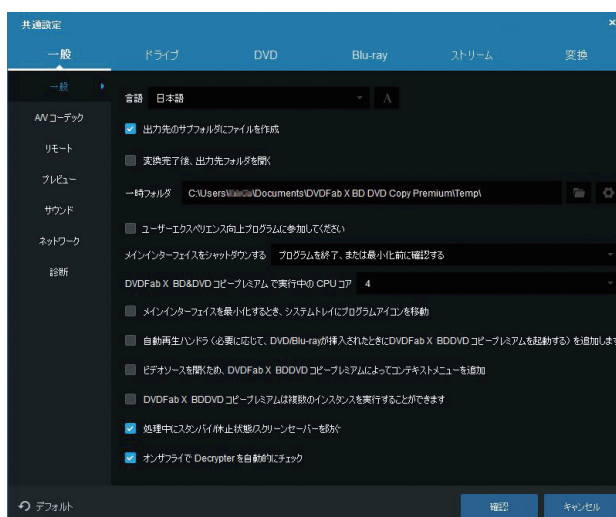 共通設定
一般 ドライブ DVD Blu-ray ストリーム 変換
一般
A/Vコーデック
リモート
プレビュー
サウンド
ネットワーク
診断
言語 日本語 A
出力先のサブフォルダにファイルを作成
変換完了後、出力先フォルダを開く
一時フォルダ C:\Users\ \Documents\DVDFab X BD DVD Copy Premium\Temp\
ユーザーエクスペリエンス向上プログラムに参加してください
メインインターフェイスをシャットダウンする プログラムを終了、または最小化前に確認する
DVDFab X BD&DVD コピープレミアム で実行中の CPU コア 4
メインインターフェイスを最小化するとき、システムトレイにプログラムアイコンを移動
自動再生ハンドラ (必要に応じて、DVD/Blu-rayが挿入されたときにDVDFab X BDDVD コピープレミアムを起動する) を追加します
ビデオソースを開くため、DVDFab X BDDVD コピープレミアムによってコンテキストメニューを追加
DVDFab X BDDVD コピープレミアムは複数のインスタンスを実行することができます
処理中にスタンバイ/休止状態/スクリーンセーバーを防ぐ
オンザフライで Decrypter を自動的にチェック
デフォルト 確認 キャンセル